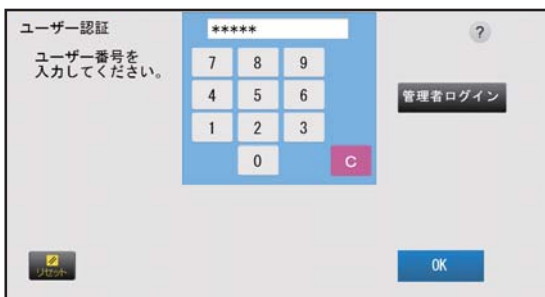 ユーザー認証
*****
?
ユーザー番号を
入力してください。
7 8 9
4 5 6
管理者ログイン
1 2 3
0 C
リセット
OK